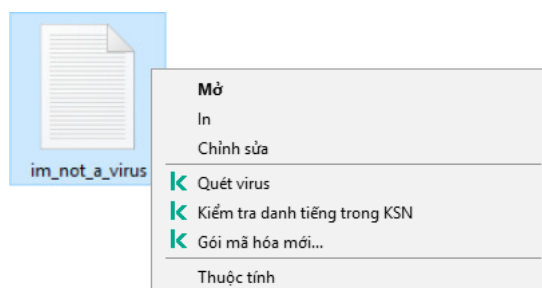 im_not_a_virus
Mở
In
Chỉnh sửa
Quét virus
Kiểm tra danh tiếng trong KSN
Gói mã hóa mới...
Thuộc tính